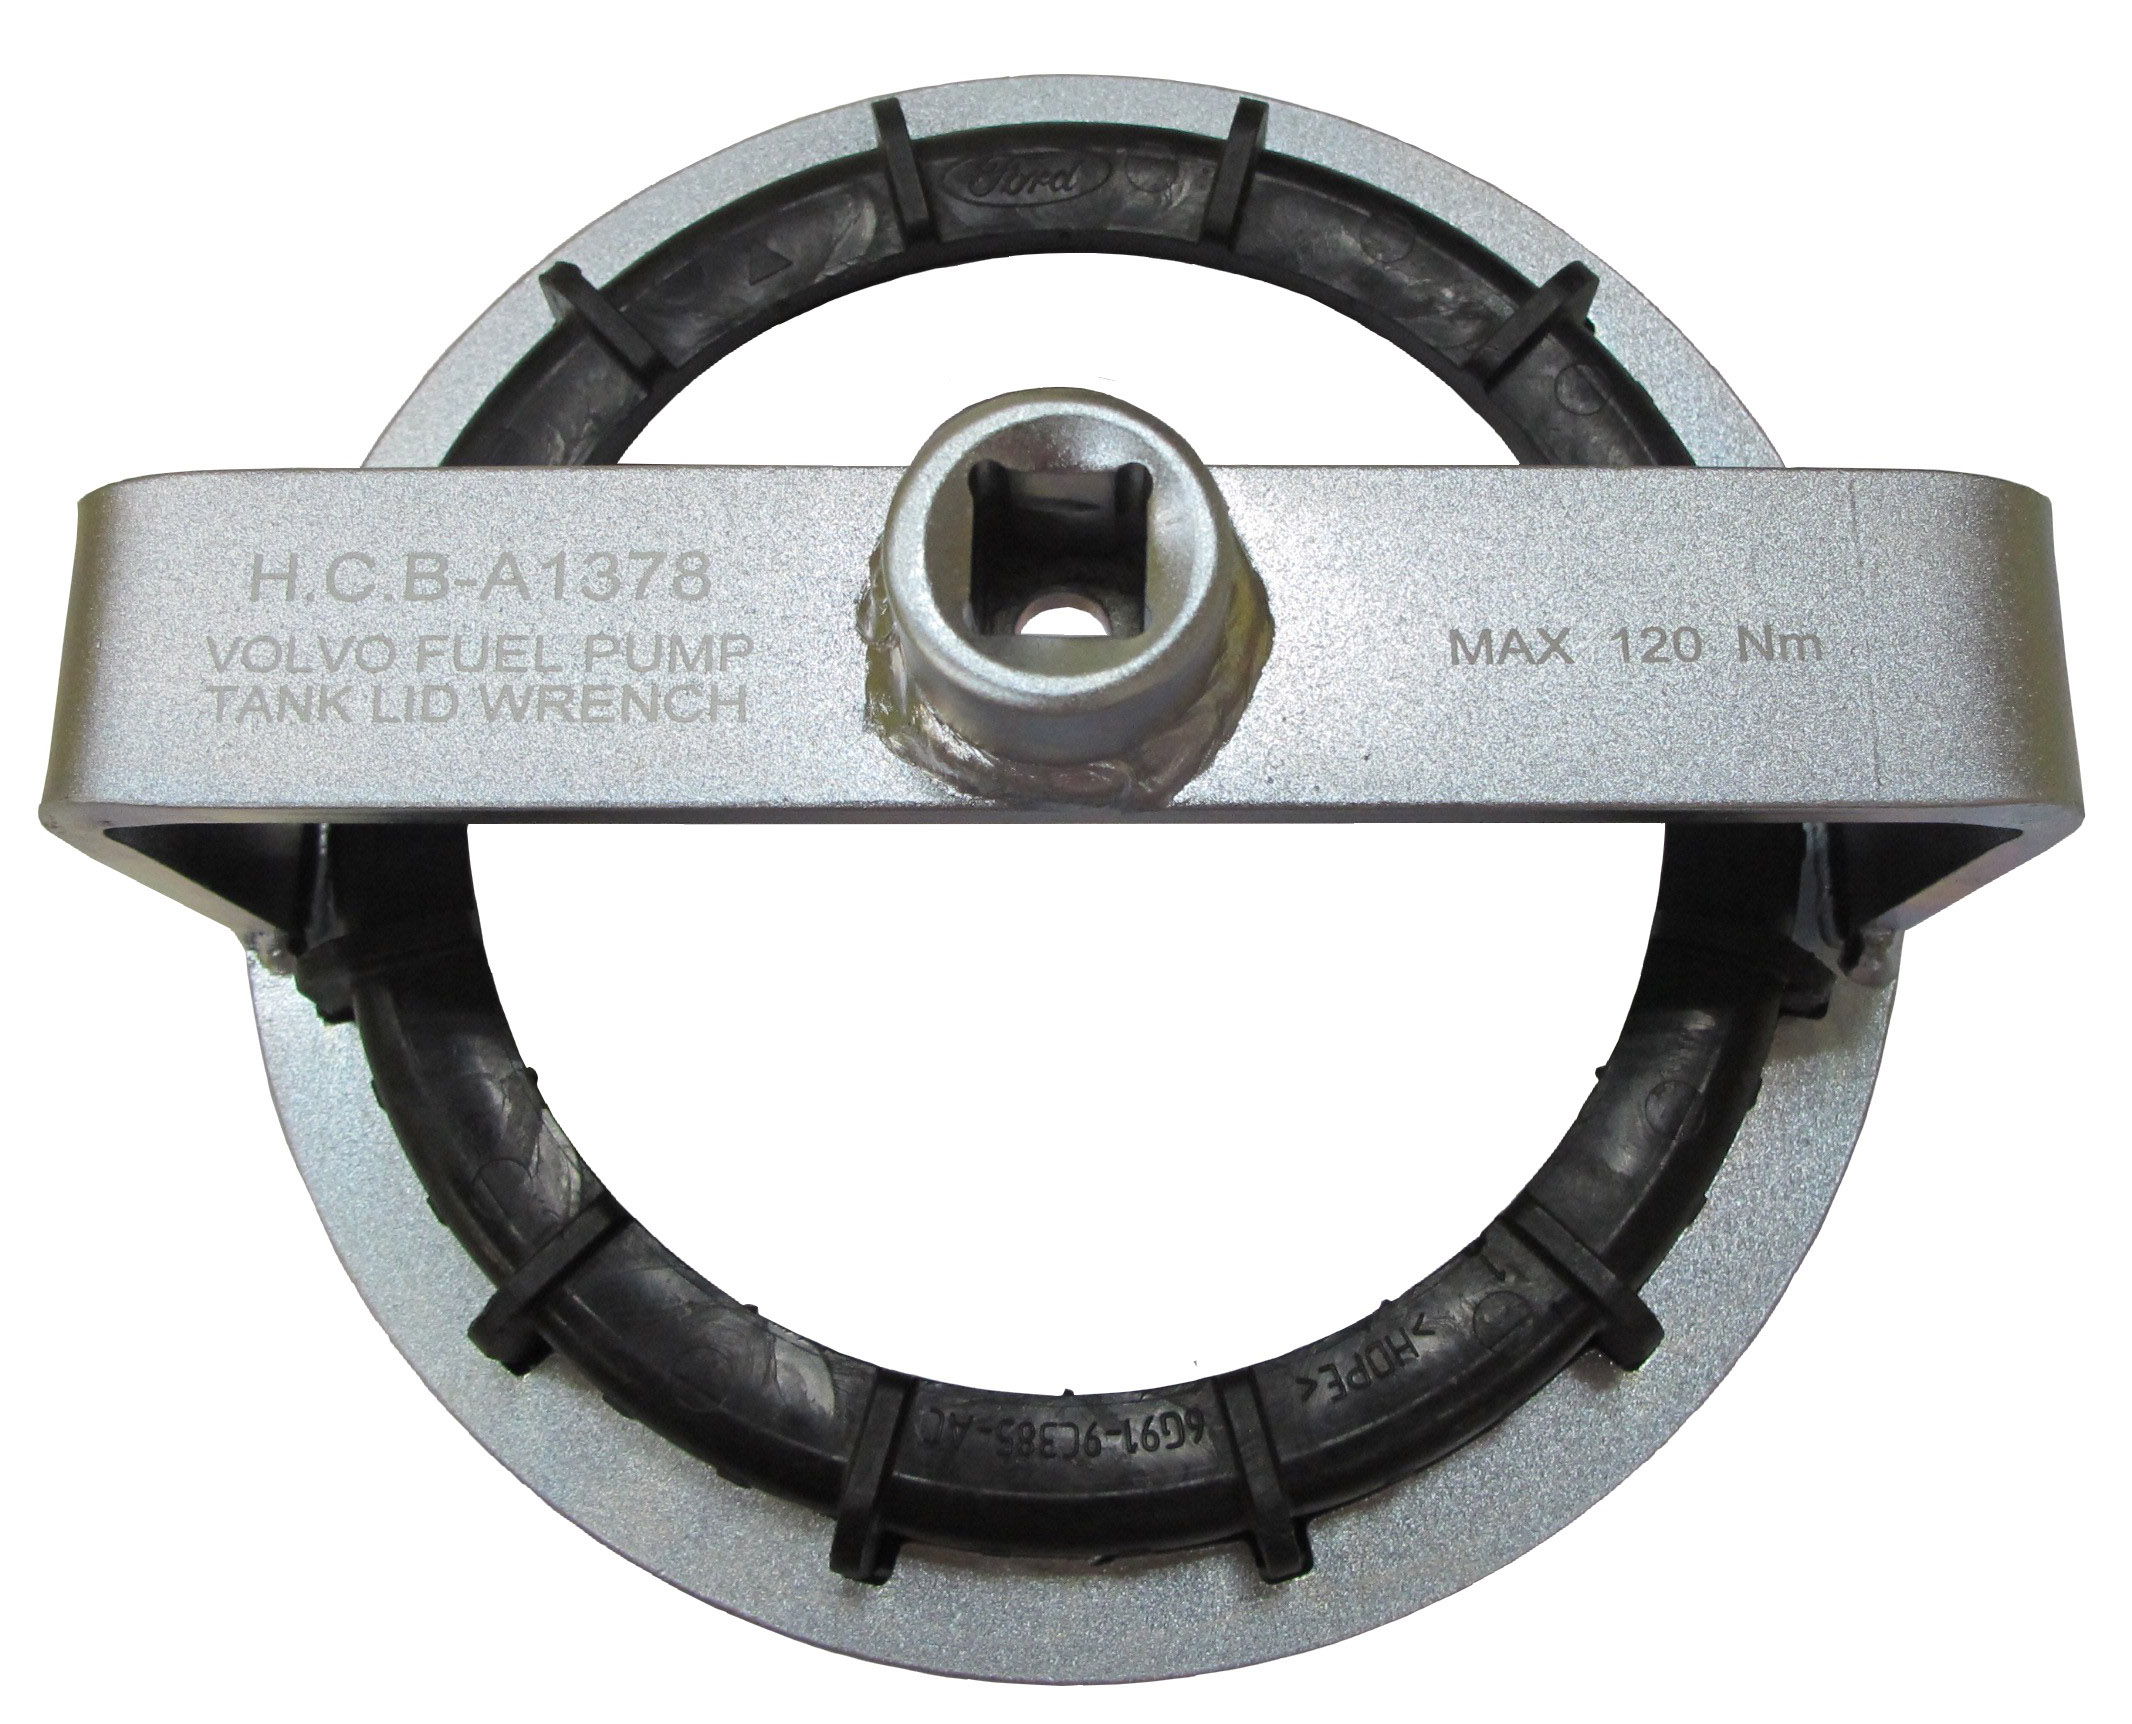 Ford
H.C.B-A1378
VOLVO FUEL PUMP
TANK LID WRENCH
MAX 120 Nm
>HDPE<
6G91-9C385-AC